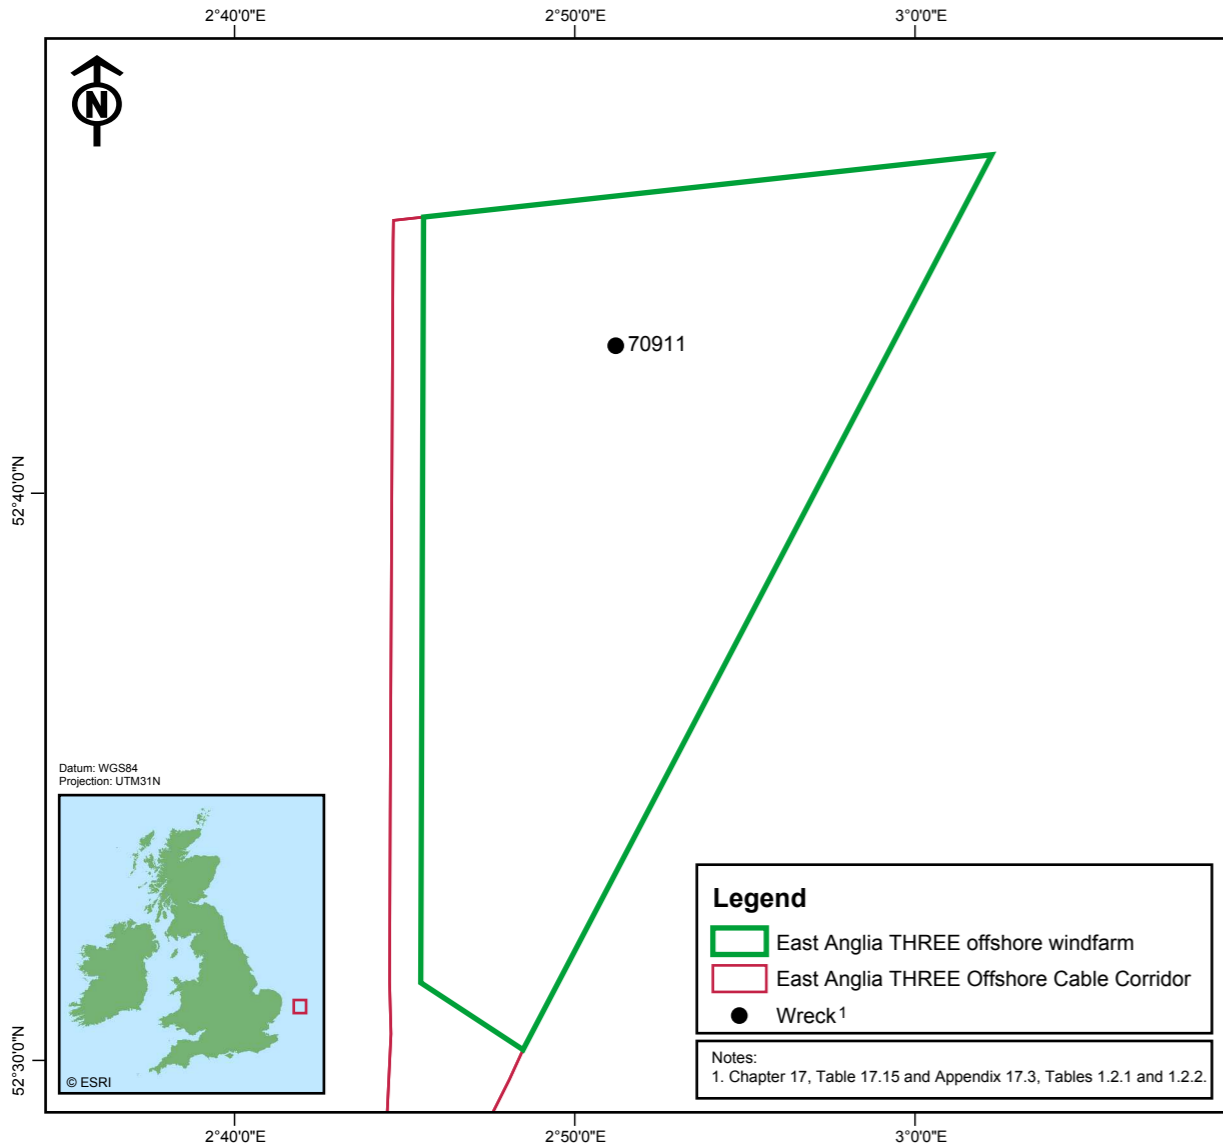 2°40'0"E 2°50'0"E 3°0'0"E
N
70911
52°40'0"N
Datum: WGS84
Projection: UTM31N
© ESRI
Legend
East Anglia THREE offshore windfarm
East Anglia THREE Offshore Cable Corridor
Wreck¹
52°30'0"N
Notes:
1. Chapter 17, Table 17.15 and Appendix 17.3, Tables 1.2.1 and 1.2.2.
2°40'0"E 2°50'0"E 3°0'0"E